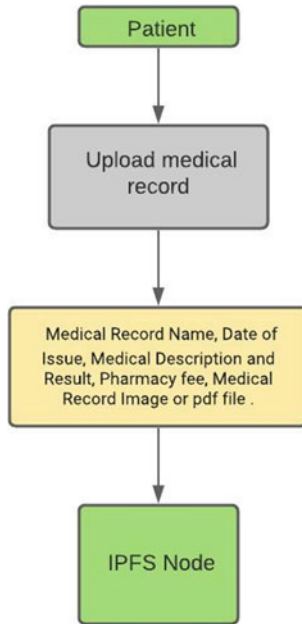 Patient
Upload medical
record
Medical Record Name, Date of
Issue, Medical Description and
Result, Pharmacy fee, Medical
Record Image or pdf file .
IPFS Node